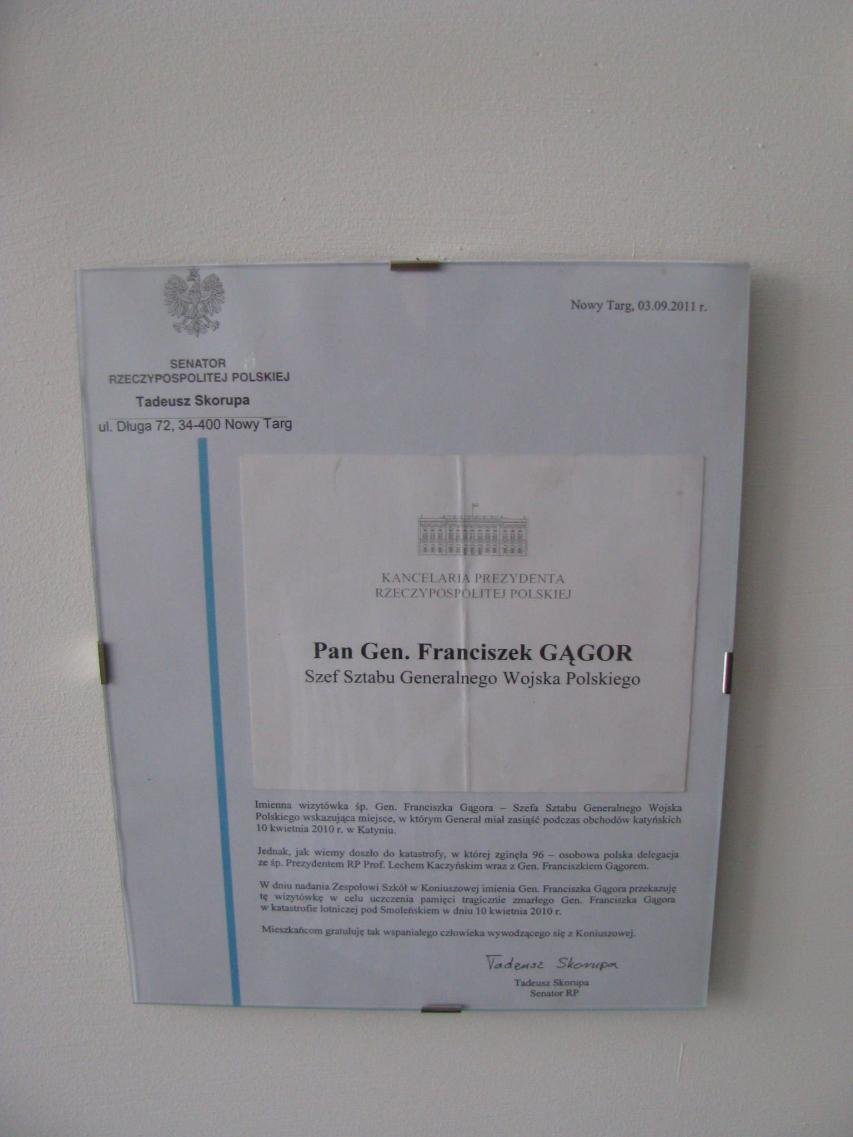 Nowy Targ, 03.09.2011 r.
SENATOR
RZECZYPOSPOLITEJ POLSKIEJ
Tadeusz Skorupa
ul. Długa 72, 34-400 Nowy Targ
KANCELARIA PREZYDENTA
RZECZYPOSPOLITEJ POLSKIEJ
Pan Gen. Franciszek GĄGOR
Szef Sztabu Generalnego Wojska Polskiego
Imienna wizytówka śp. Gen. Franciszka Gągora – Szefa Sztabu Generalnego Wojska
Polskiego wskazująca miejsce, w którym Generał miał zasiąść podczas obchodów katyńskich
10 kwietnia 2010 r. w Katyniu.
Jednak, jak wiemy doszło do katastrofy, w której zginęła 96 – osobowa polska delegacja
ze śp. Prezydentem RP Prof. Lechem Kaczyńskim wraz z Gen. Franciszkiem Gągorem.
W dniu nadania Zespołowi Szkół w Koniuszowej imienia Gen. Franciszka Gągora przekazuję
tę wizytówkę w celu uczczenia pamięci tragicznie zmarłego Gen. Franciszka Gągora
w katastrofie lotniczej pod Smoleńskiem w dniu 10 kwietnia 2010 r.
Mieszkańcom gratuluję tak wspaniałego człowieka wywodzącego się z Koniuszowej.
Tadeusz Skorupa
Tadeusz Skorupa
Senator RP